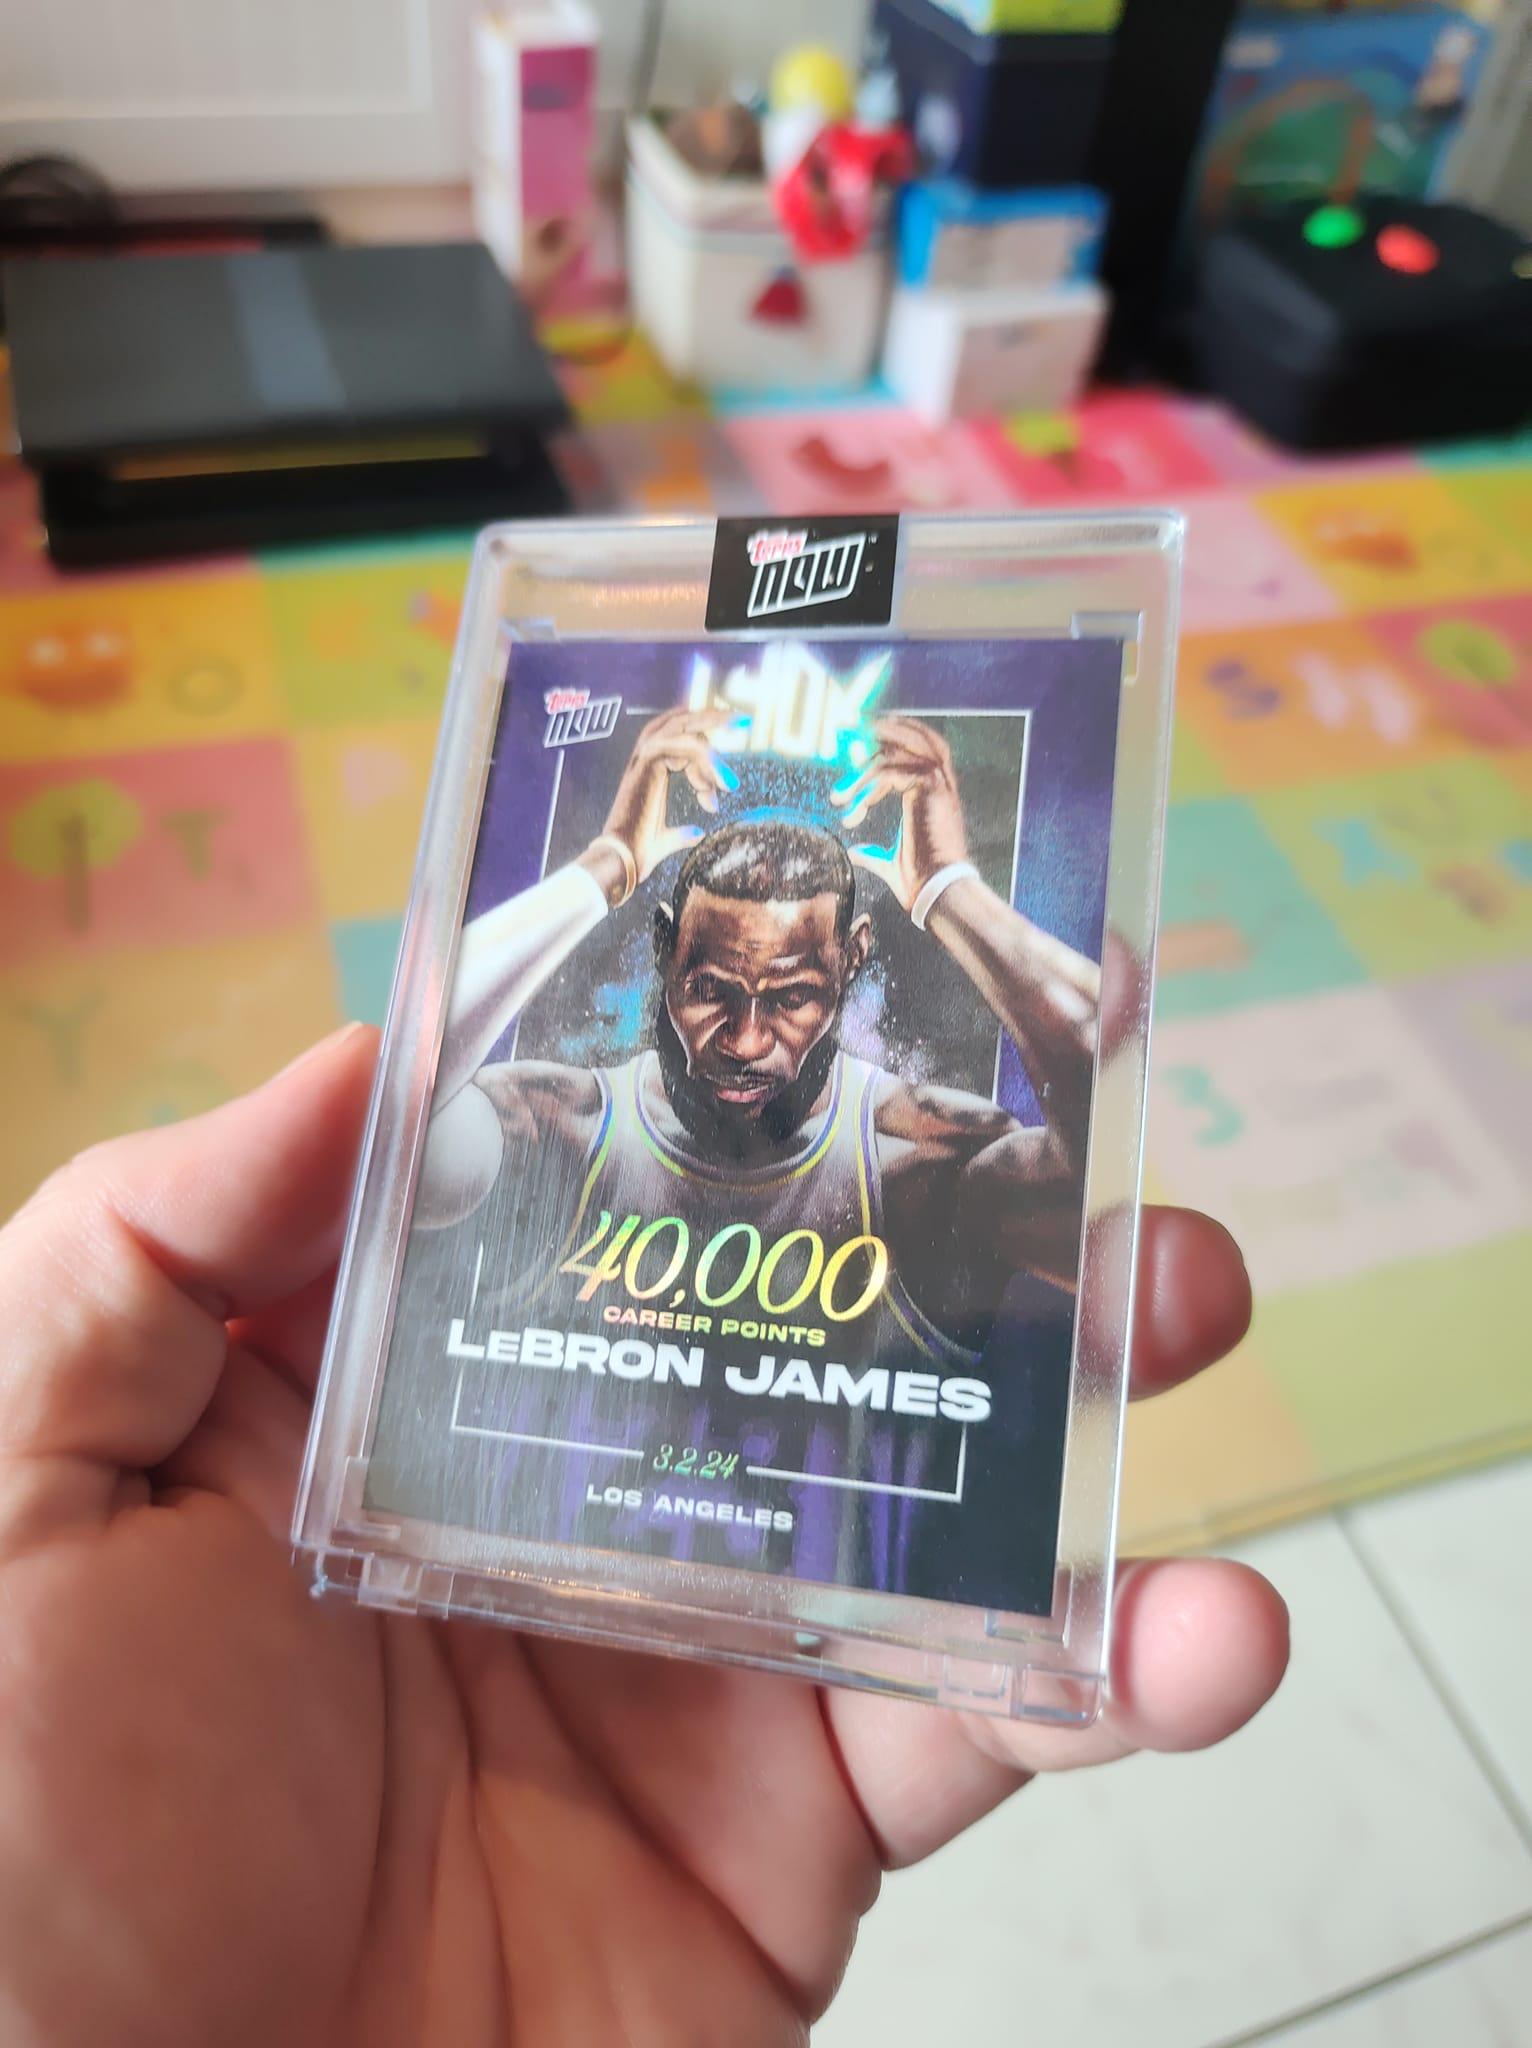 topps
NOW
topps
NOW
40K
40,000
CAREER POINTS
LeBRON JAMES
3.2.24
LOS ANGELES